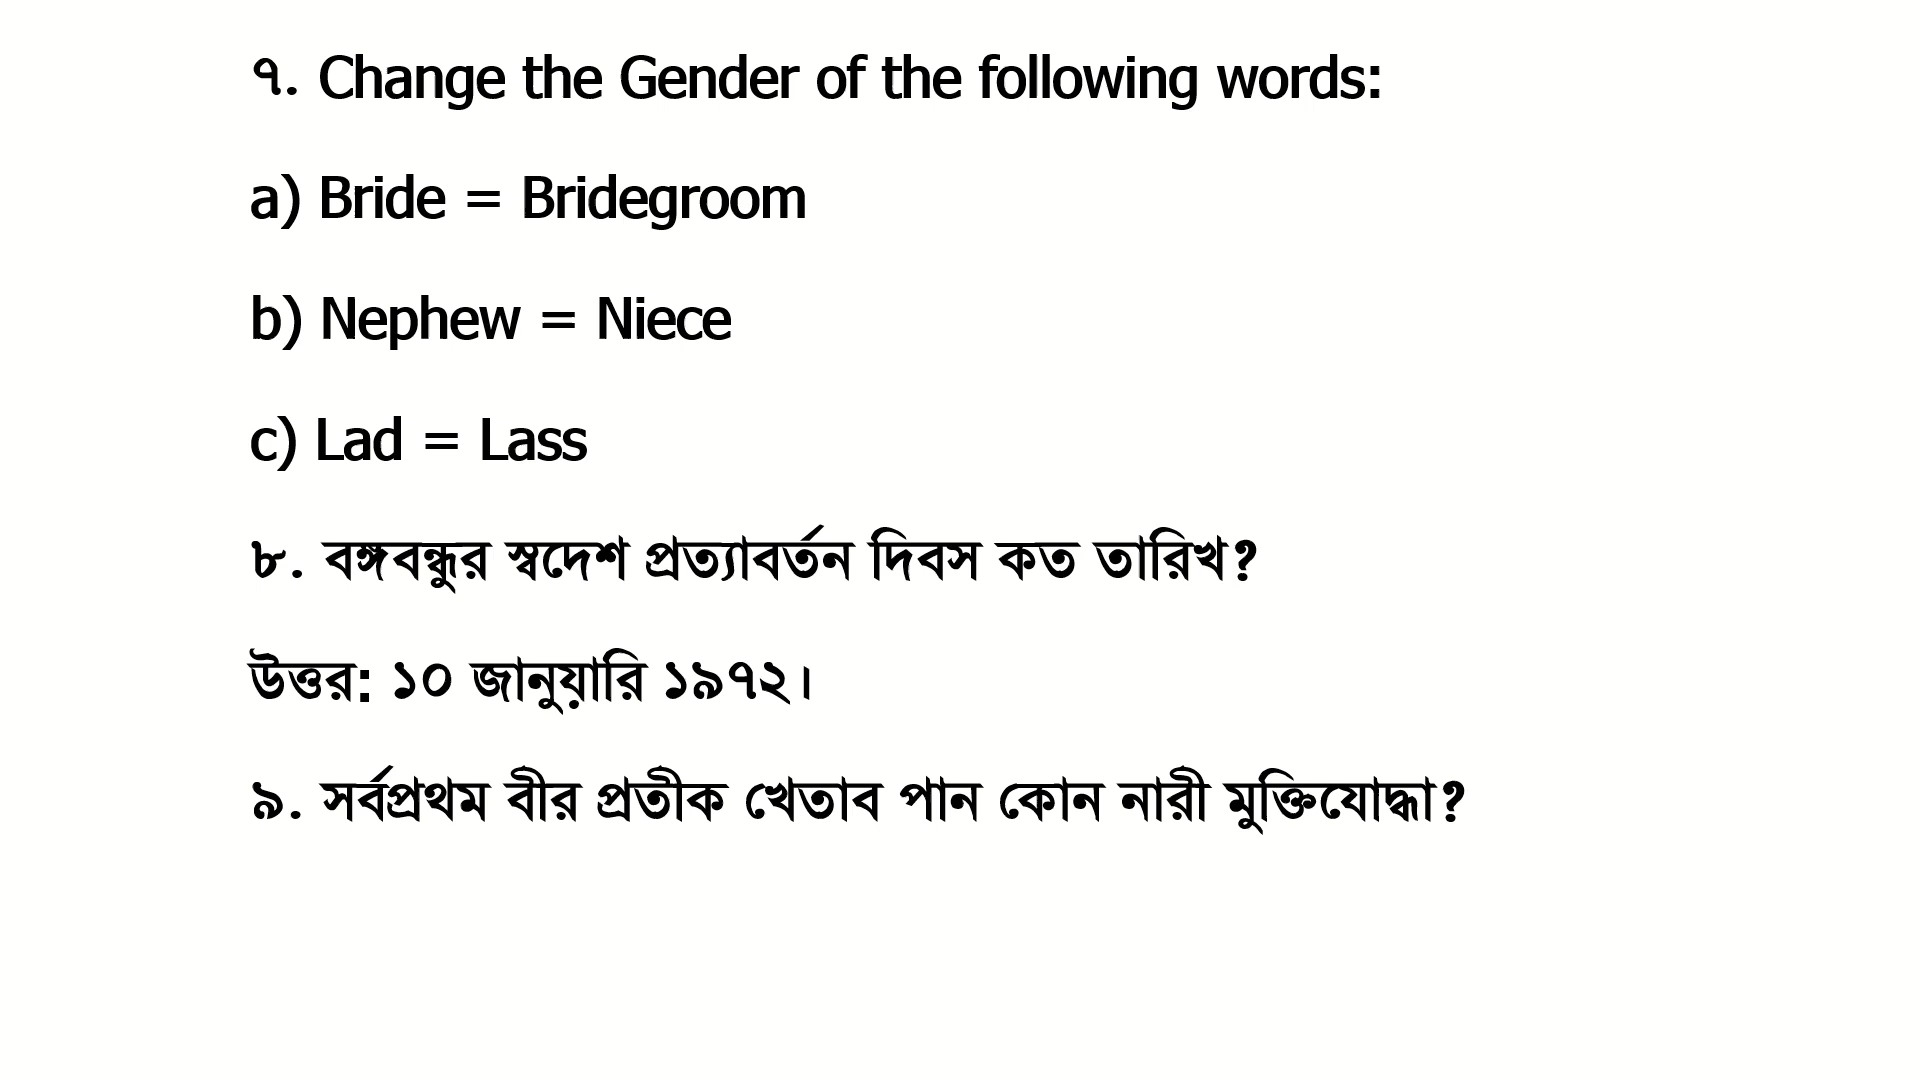 ৭. Change the Gender of the following words:
a) Bride = Bridegroom
b) Nephew = Niece
c) Lad = Lass
৮. বঙ্গবন্ধুর স্বদেশ প্রত্যাবর্তন দিবস কত তারিখ?
উত্তর: ১০ জানুয়ারি ১৯৭২।
৯. সর্বপ্রথম বীর প্রতীক খেতাব পান কোন নারী মুক্তিযোদ্ধা?